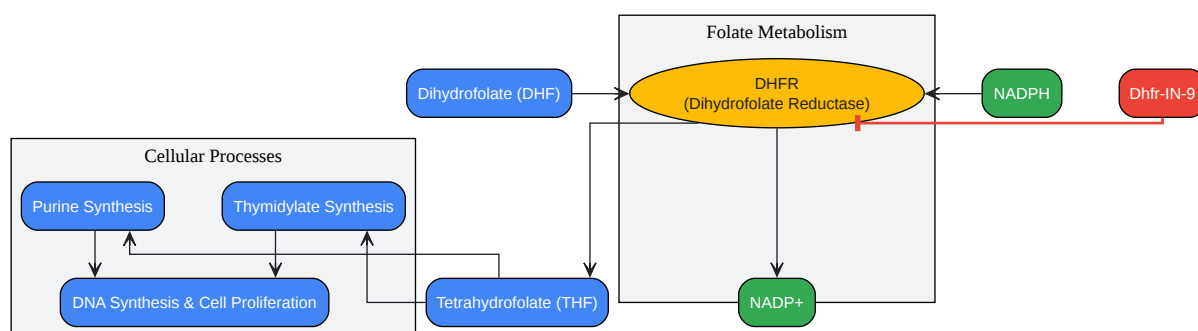 Folate Metabolism
Dihydrofolate (DHF)
DHFR
(Dihydrofolate Reductase)
NADPH
Dhfr-IN-9
Cellular Processes
Purine Synthesis
Thymidylate Synthesis
DNA Synthesis & Cell Proliferation
Tetrahydrofolate (THF)
NADP+